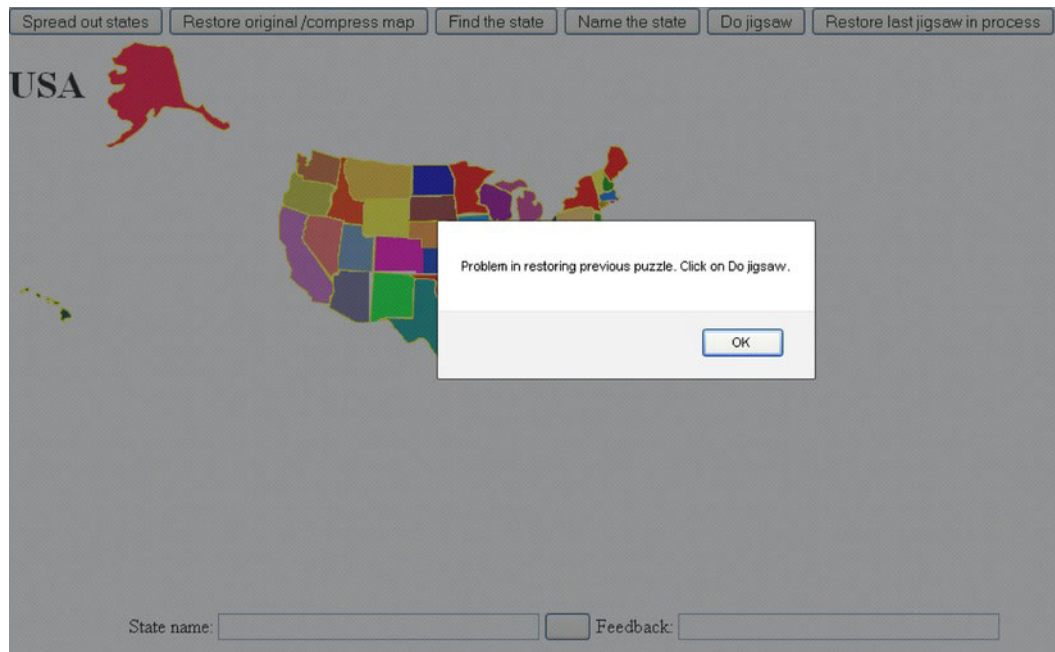 Spread out states Restore original /compress map Find the state Name the state Do jigsaw Restore last jigsaw in process
USA
Problem in restoring previous puzzle. Click on Do jigsaw.
OK
State name: Feedback: